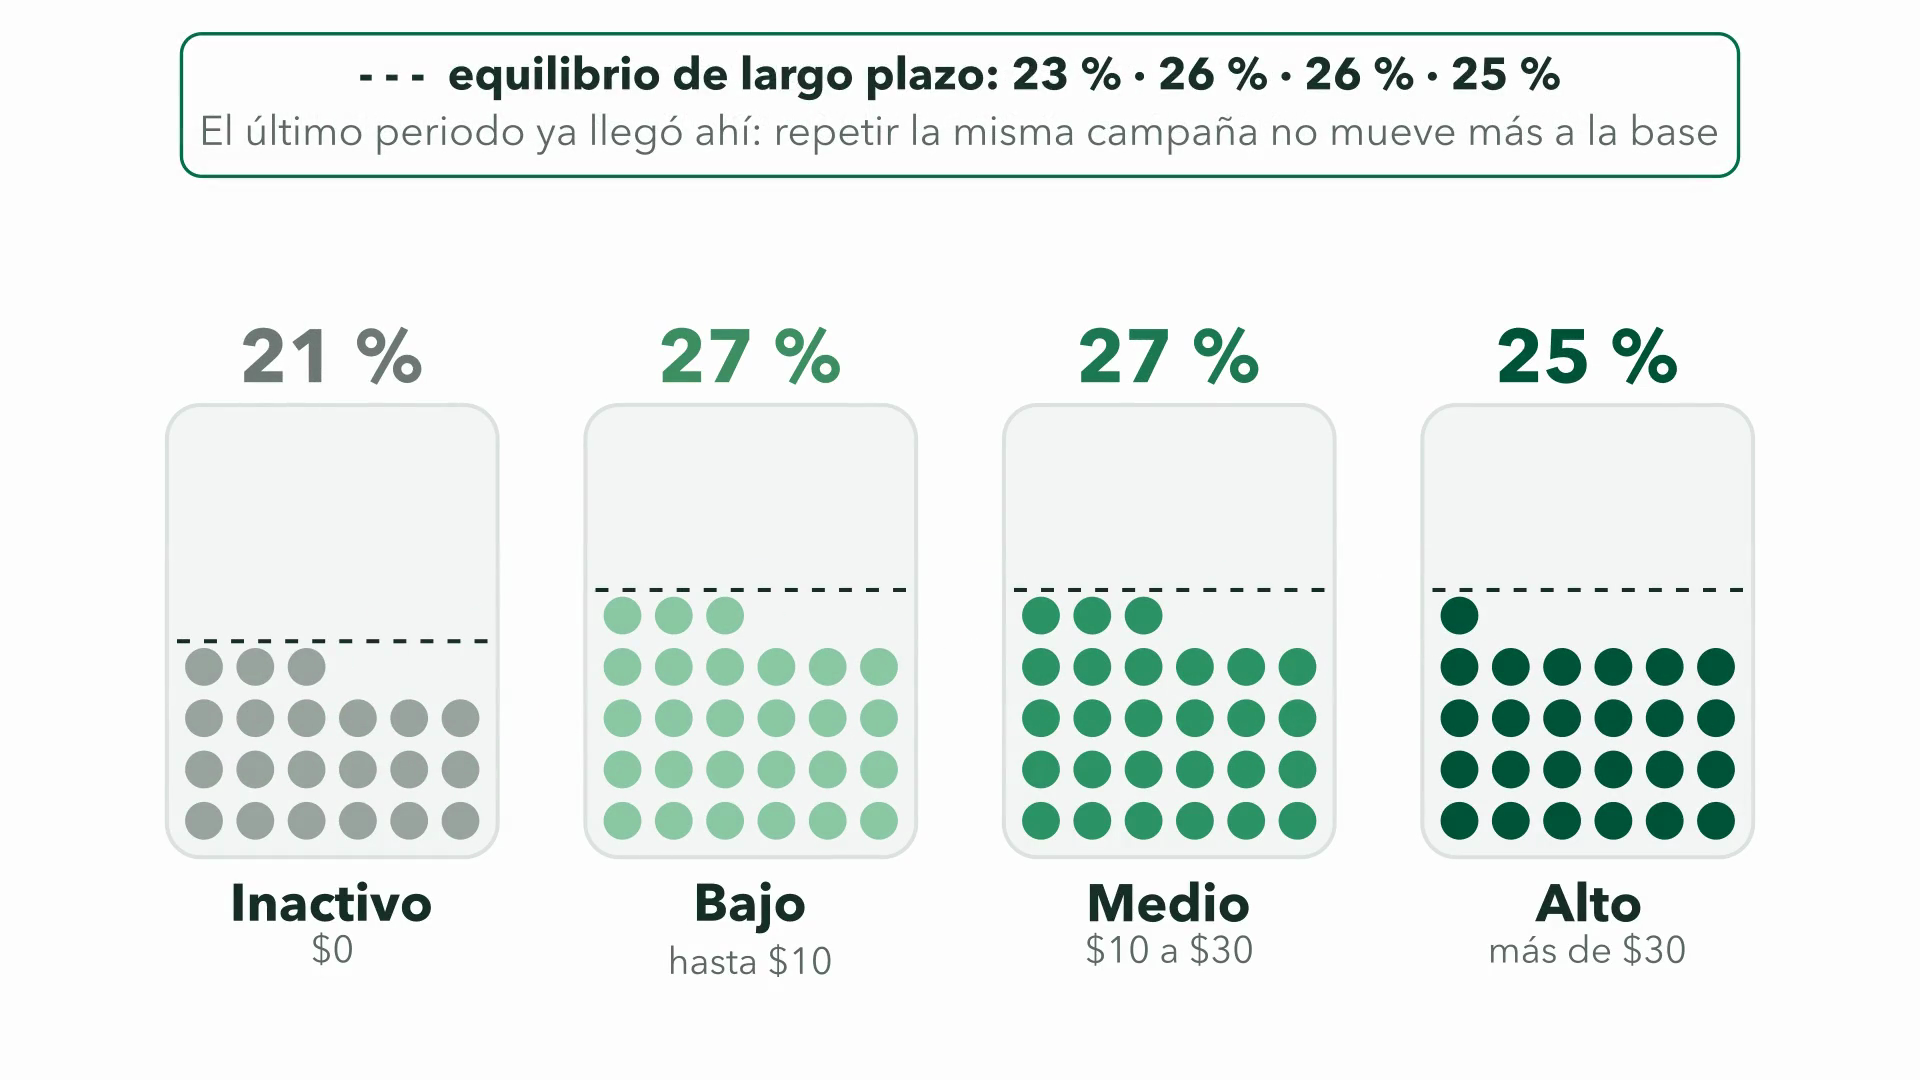 --- equilibrio de largo plazo: 23 % · 26 % · 26 % · 25 %
El último periodo ya llegó ahí: repetir la misma campaña no mueve más a la base
21 % 27 % 27 % 25 %
Inactivo Bajo Medio Alto
$0 hasta $10 $10 a $30 más de $30